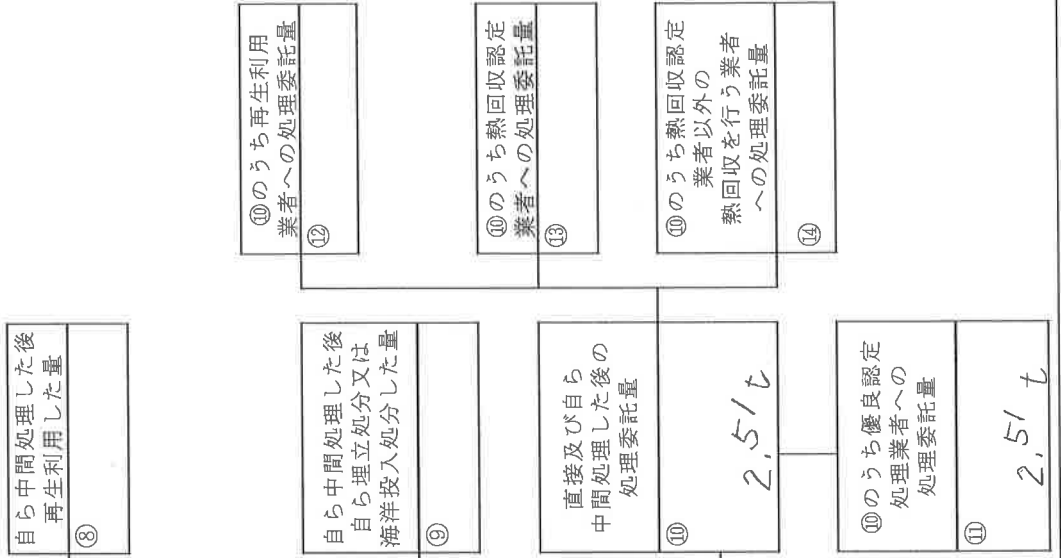 自ら中間処理した後
再生利用した量
⑧
自ら中間処理した後
自ら埋立処分又は
海洋投入処分した量
⑨
直接及び自ら
中間処理した後の
処理委託量
⑩
2.51 t
⑩のうち優良認定
処理業者への
処理委託量
⑪
2.51 t
⑩のうち再生利用
業者への処理委託量
⑫
⑩のうち熱回収認定
業者への処理委託量
⑬
⑩のうち熱回収認定
業者以外の
熱回収を行う業者
への処理委託量
⑭